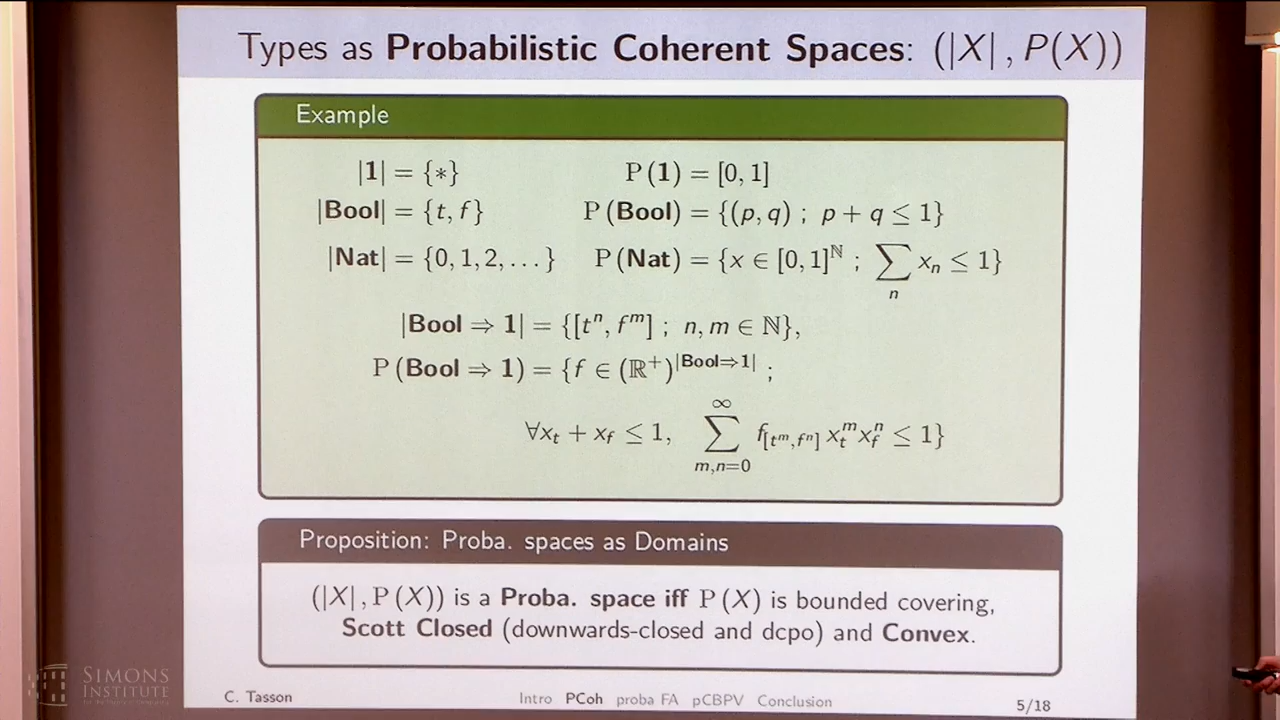 Types as Probabilistic Coherent Spaces: (|X|, P(X))
Example
|1| = {∗} P(1) = [0, 1]
|Bool| = {t, f} P(Bool) = {(p, q) ; p + q ≤ 1}
|Nat| = {0, 1, 2, ...} P(Nat) = {x ∈ [0, 1]^ℕ ; ∑_n x_n ≤ 1}
|Bool ⇒ 1| = {[t^n, f^m] ; n, m ∈ ℕ},
P(Bool ⇒ 1) = {f ∈ (ℝ^+)^|Bool⇒1| ;
∀x_t + x_f ≤ 1, ∑_{m,n=0}^∞ f_[t^m,f^n] x_t^m x_f^n ≤ 1}
Proposition: Proba. spaces as Domains
(|X|, P(X)) is a Proba. space iff P(X) is bounded covering,
Scott Closed (downwards-closed and dcpo) and Convex.
C. Tasson Intro PCoh proba FA pCBPV Conclusion 5/18
SIMONS
INSTITUTE